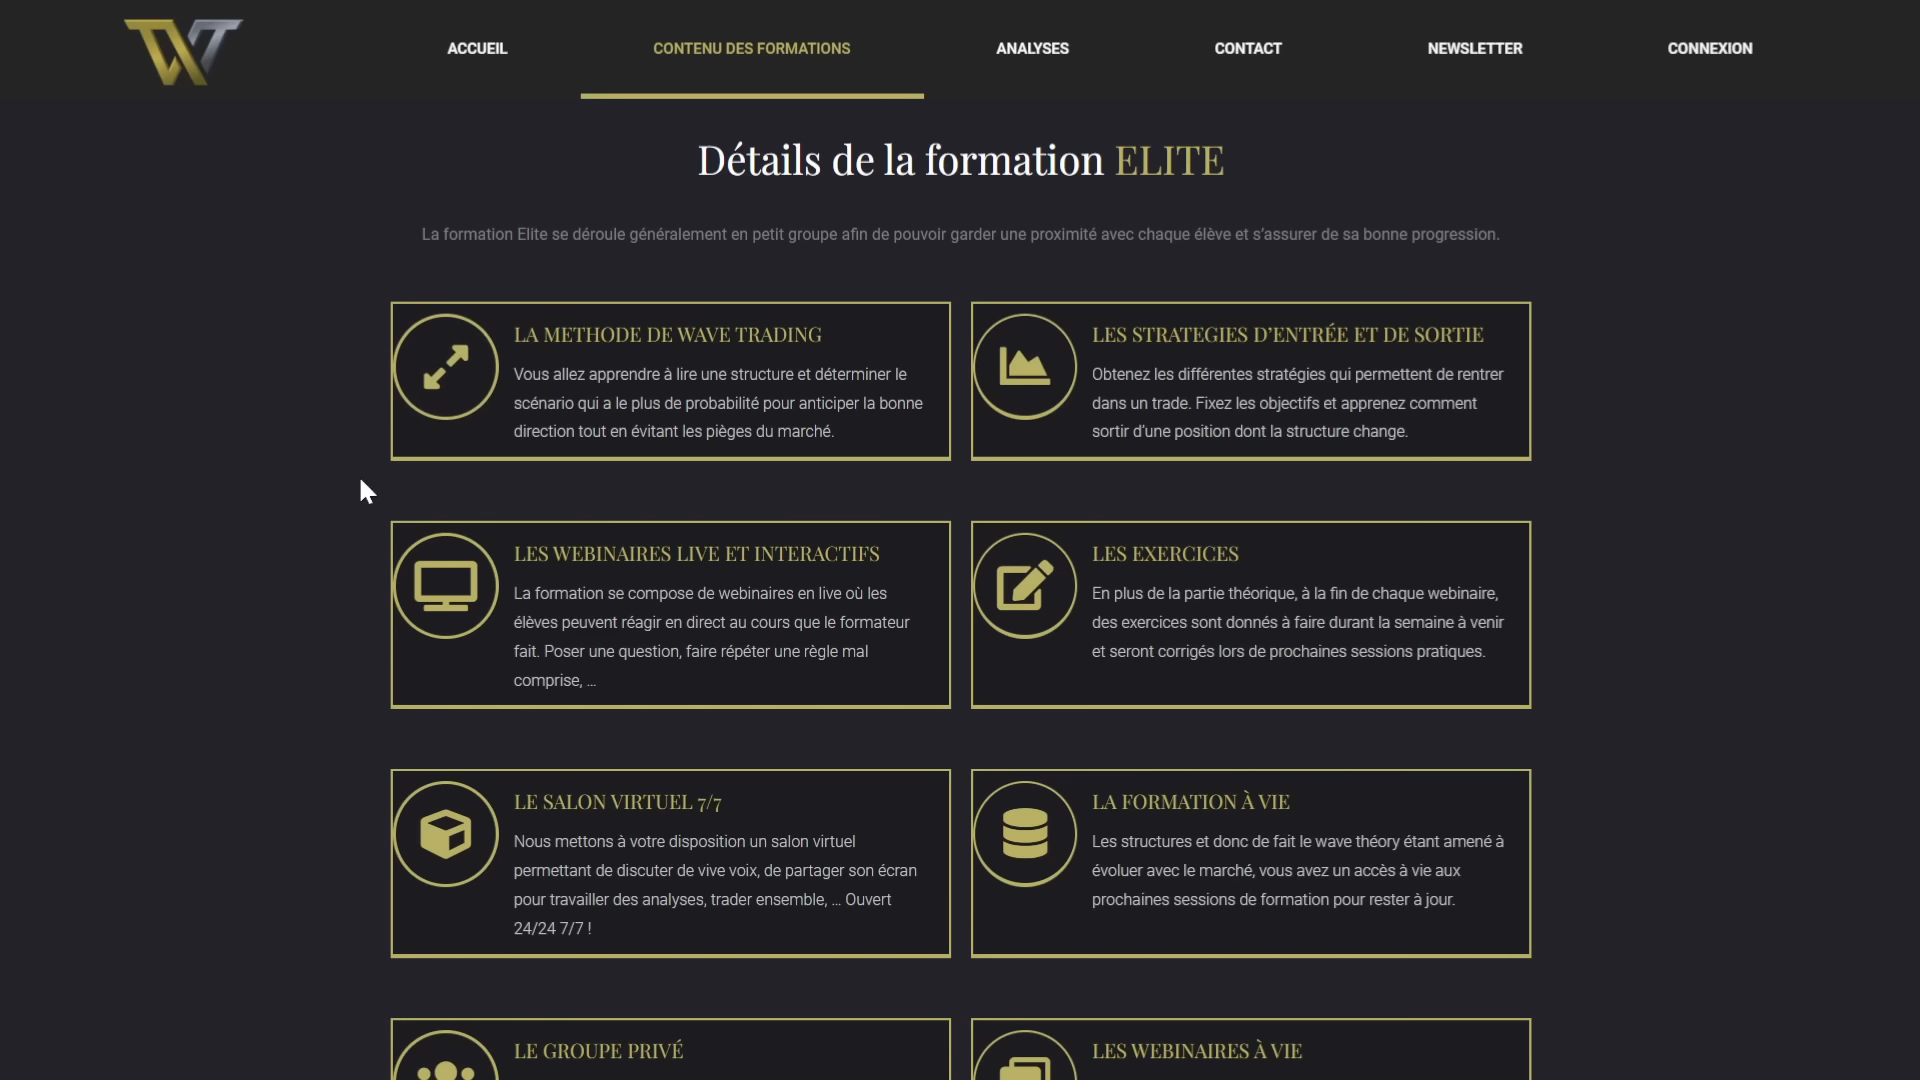 ACCUEIL
CONTENU DES FORMATIONS
ANALYSES
CONTACT
NEWSLETTER
CONNEXION
Détails de la formation ELITE
La formation Elite se déroule généralement en petit groupe afin de pouvoir garder une proximité avec chaque élève et s'assurer de sa bonne progression.
LA METHODE DE WAVE TRADING
Vous allez apprendre à lire une structure et déterminer le
scénario qui a le plus de probabilité pour anticiper la bonne
direction tout en évitant les pièges du marché.
LES STRATEGIES D'ENTRÉE ET DE SORTIE
Obtenez les différentes stratégies qui permettent de rentrer
dans un trade. Fixez les objectifs et apprenez comment
sortir d'une position dont la structure change.
LES WEBINAIRES LIVE ET INTERACTIFS
La formation se compose de webinaires en live où les
élèves peuvent réagir en direct au cours que le formateur
fait. Poser une question, faire répéter une règle mal
comprise, ...
LES EXERCICES
En plus de la partie théorique, à la fin de chaque webinaire,
des exercices sont donnés à faire durant la semaine à venir
et seront corrigés lors de prochaines sessions pratiques.
LE SALON VIRTUEL 7/7
Nous mettons à votre disposition un salon virtuel
permettant de discuter de vive voix, de partager son écran
pour travailler des analyses, trader ensemble, ... Ouvert
24/24 7/7 !
LA FORMATION À VIE
Les structures et donc de fait le wave théory étant amené à
évoluer avec le marché, vous avez un accès à vie aux
prochaines sessions de formation pour rester à jour.
LE GROUPE PRIVÉ
LES WEBINAIRES À VIE